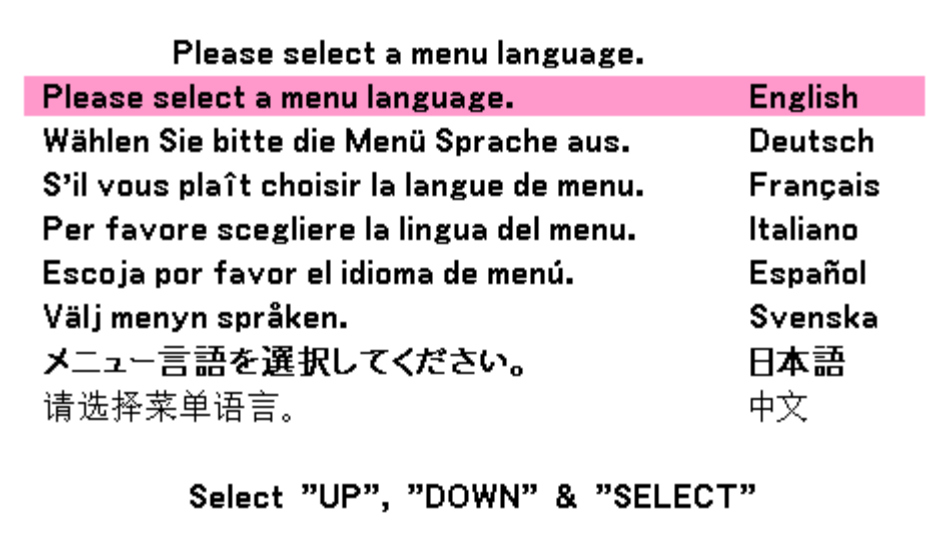 Please select a menu language.
Please select a menu language. English
Wählen Sie bitte die Menü Sprache aus. Deutsch
S'il vous plaît choisir la langue de menu. Français
Per favore scegliere la lingua del menu. Italiano
Escoja por favor el idioma de menú. Español
Välj menyn språken. Svenska
メニュー言語を選択してください。 日本語
请选择菜单语言。 中文
Select ”UP”, ”DOWN” & ”SELECT”